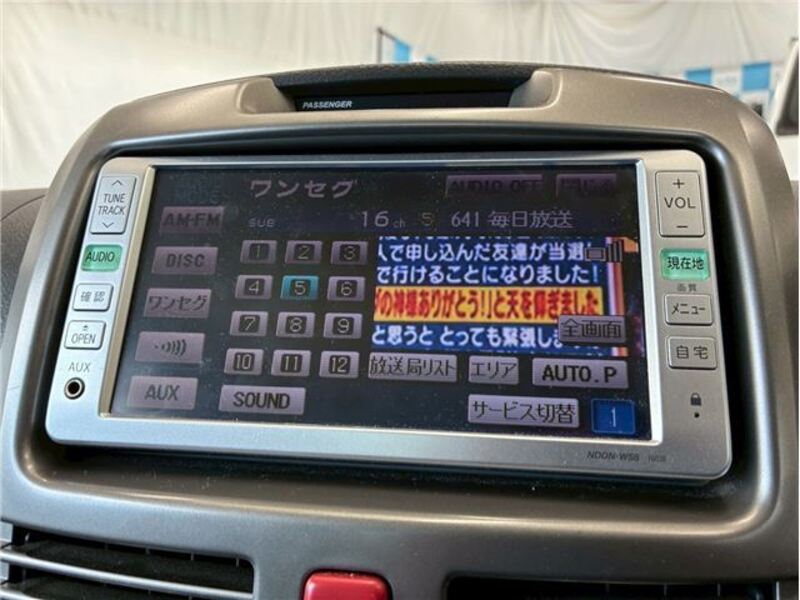 PASSENGER
TUNE
TRACK
AUDIO
確認
OPEN
AUX
ワンセグ
AUDIO OFF
SUB
16ch 5 641 毎日放送
AM・FM
DISC
ワンセグ
AUX
1 2 3
4 5 6
7 8 9
10 11 12
人で申し込んだ友達が当選
で行けることになりました!
の神様ありがとう!」と天を仰ぎました
と思うと とっても緊張し
全画面
放送局リスト エリア AUTO.P
SOUND
サービス切替 1
+
VOL
-
現在地
画質
メニュー
自宅
NDDN-W58